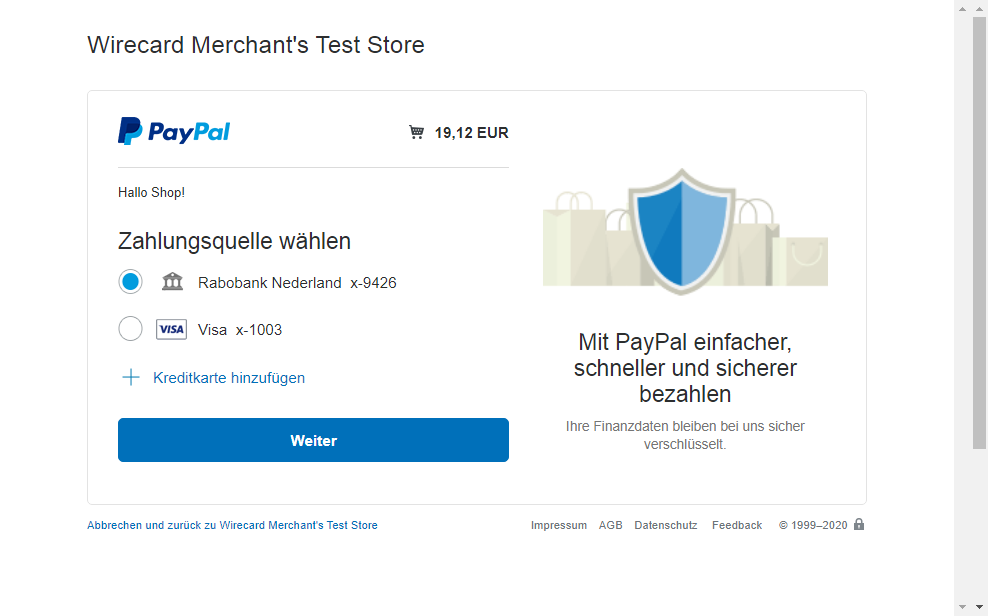 Wirecard Merchant's Test Store
PayPal
19,12 EUR
Hallo Shop!
Zahlungsquelle wählen
Rabobank Nederland x-9426
VISA Visa x-1003
Kreditkarte hinzufügen
Weiter
Mit PayPal einfacher,
schneller und sicherer
bezahlen
Ihre Finanzdaten bleiben bei uns sicher
verschlüsselt.
Abbrechen und zurück zu Wirecard Merchant's Test Store
Impressum AGB Datenschutz Feedback © 1999–2020